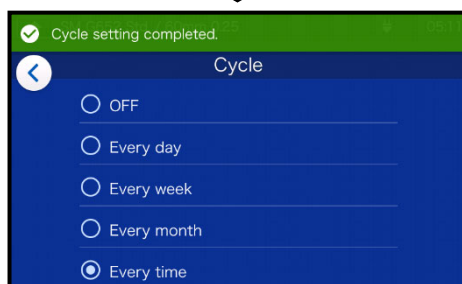 Cycle setting completed.
Cycle
OFF
Every day
Every week
Every month
Every time